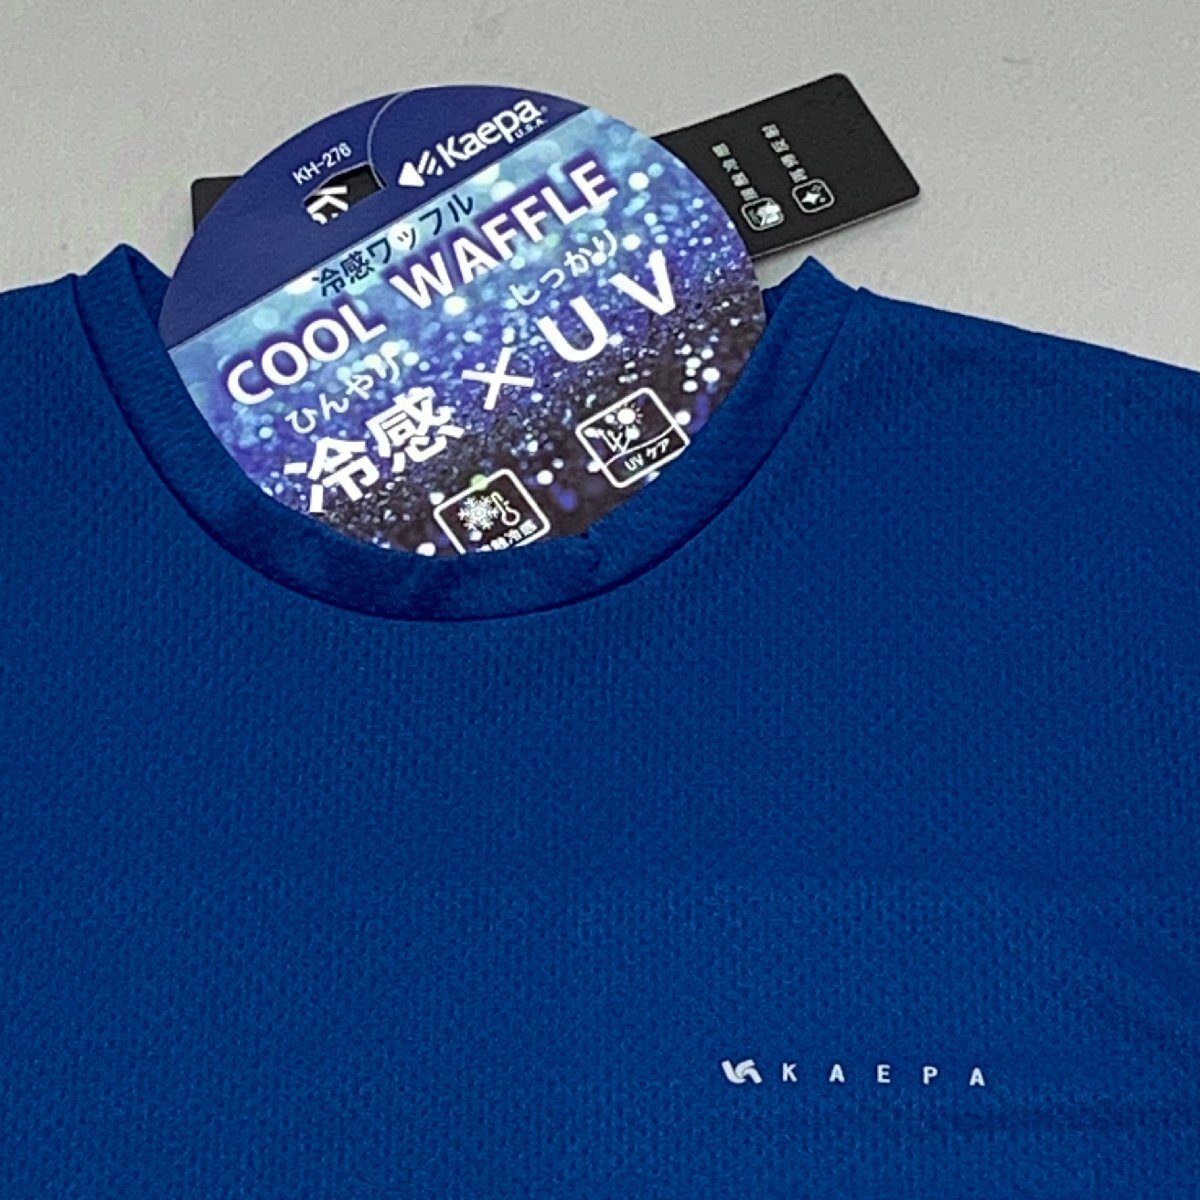 KH-276
Kaepa
U.S.A.
冷感ワッフル
COOL WAFFLE
ひんやり しっかり
冷感×UV
UVケア
KAEPA